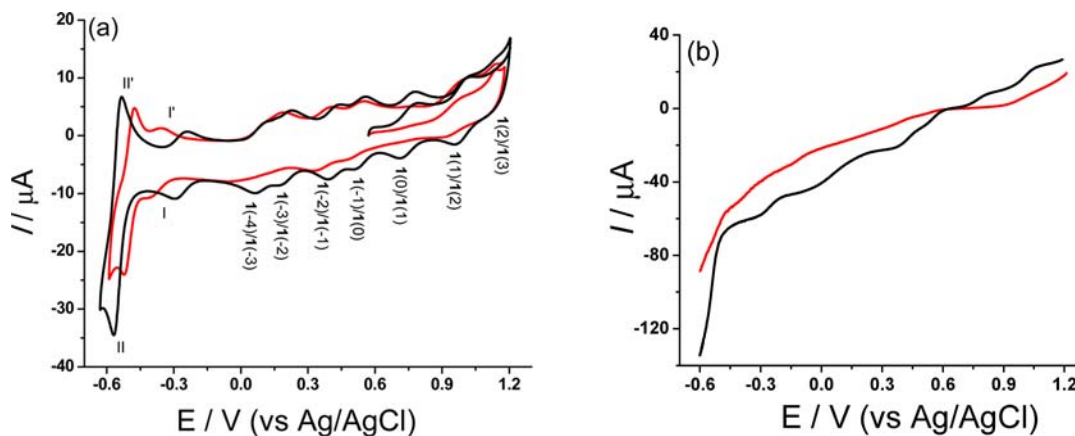 (a)
20
10
0
-10
-20
-30
-40
I / µA
-0.6 -0.3 0.0 0.3 0.6 0.9 1.2
E / V (vs Ag/AgCl)
II'
I'
I
II
1(-4)/1(-3)
1(-3)/1(-2)
1(-2)/1(-1)
1(-1)/1(0)
1(0)/1(1)
1(1)/1(2)
1(2)/1(3)
(b)
40
0
-40
-80
-120
I / µA
-0.6 -0.3 0.0 0.3 0.6 0.9 1.2
E / V (vs Ag/AgCl)